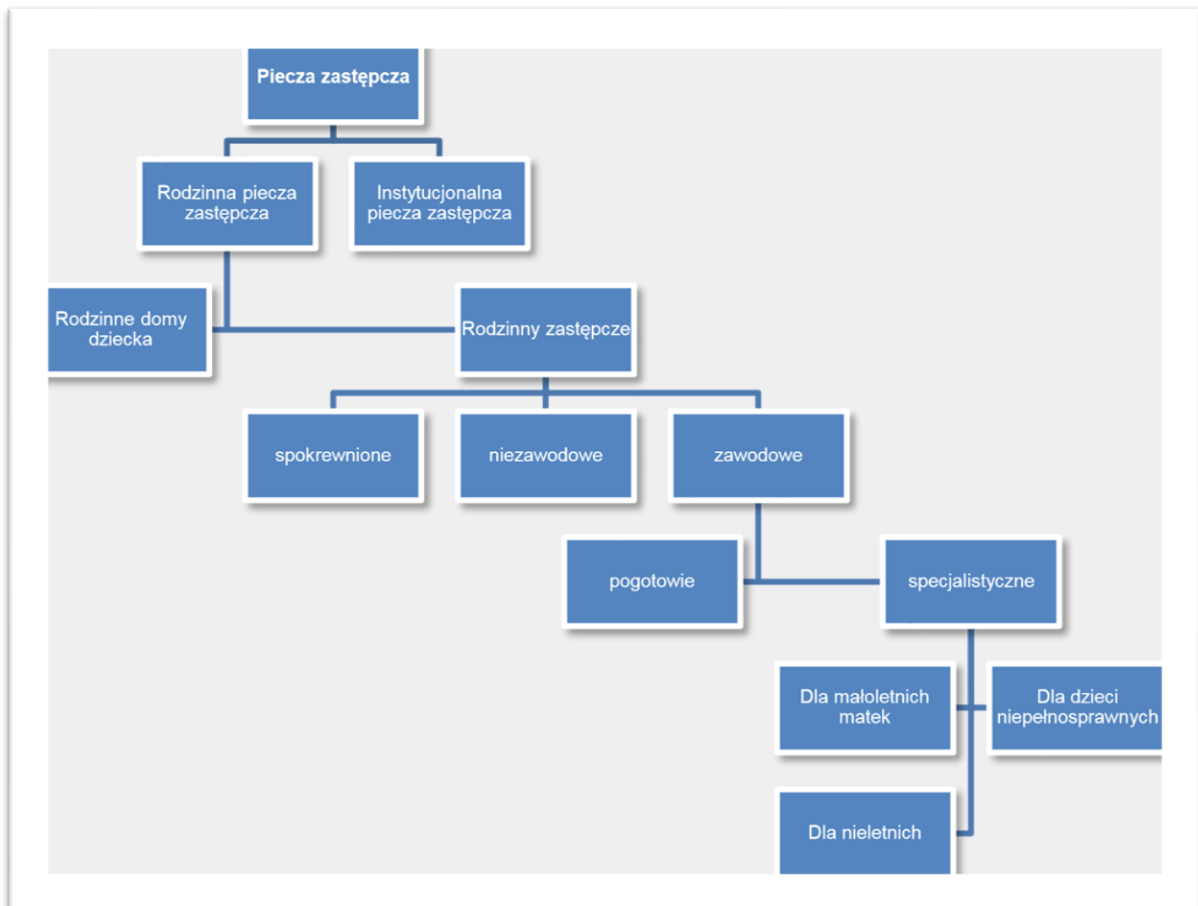 Piecza zastępcza
Rodzinna piecza
zastępcza
Instytucjonalna
piecza zastępcza
Rodzinne domy
dziecka
Rodzinny zastępcze
spokrewnione
niezawodowe
zawodowe
pogotowie
specjalistyczne
Dla małoletnich
matek
Dla dzieci
niepełnosprawnych
Dla nieletnich